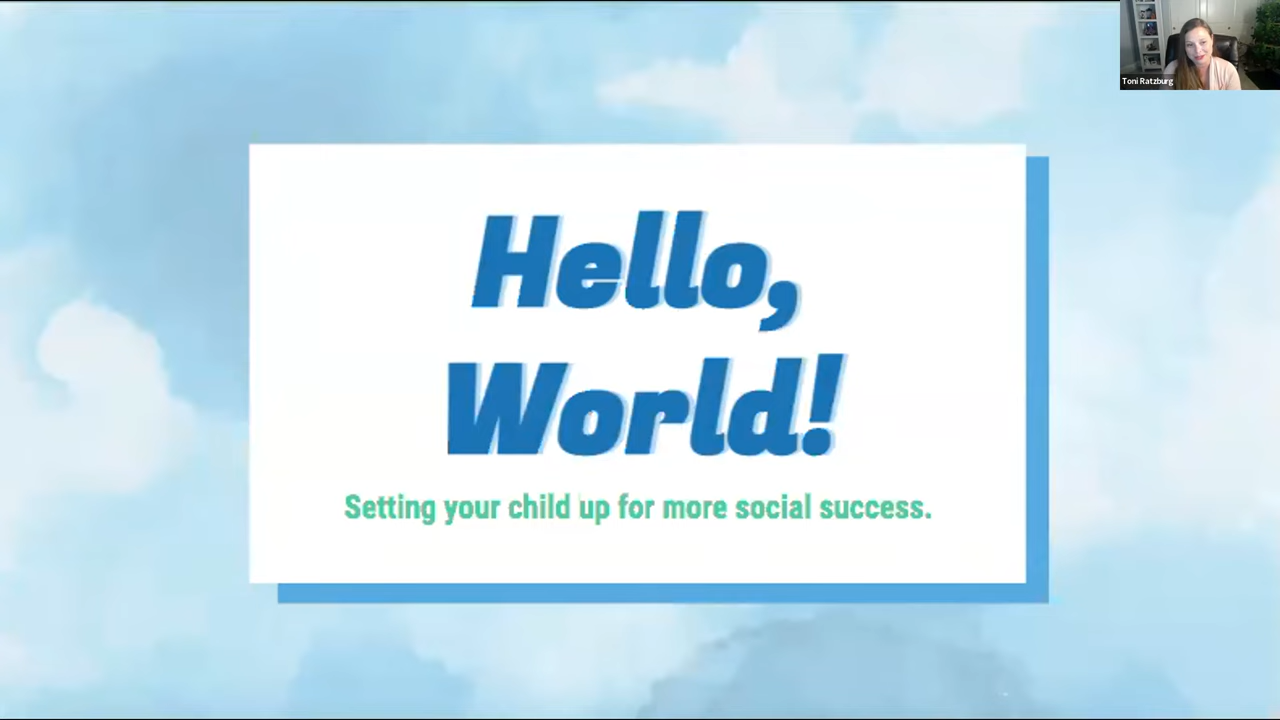 Toni Ratzburg
Hello,
World!
Setting your child up for more social success.